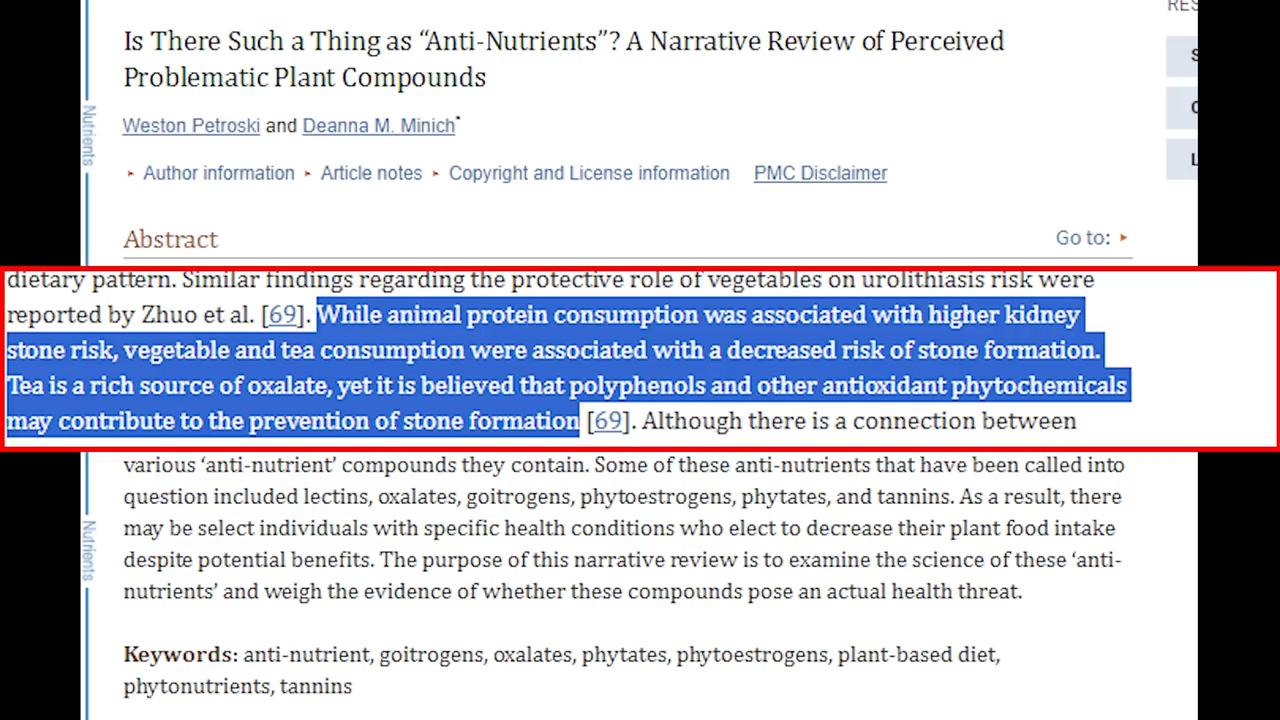 RES
Is There Such a Thing as “Anti-Nutrients”? A Narrative Review of Perceived
Problematic Plant Compounds
Weston Petroski and Deanna M. Minich*
Nutrients
▸ Author information ▸ Article notes ▸ Copyright and License information PMC Disclaimer
Abstract
Go to: ▸
dietary pattern. Similar findings regarding the protective role of vegetables on urolithiasis risk were
reported by Zhuo et al. [69]. While animal protein consumption was associated with higher kidney
stone risk, vegetable and tea consumption were associated with a decreased risk of stone formation.
Tea is a rich source of oxalate, yet it is believed that polyphenols and other antioxidant phytochemicals
may contribute to the prevention of stone formation [69]. Although there is a connection between
various ‘anti-nutrient’ compounds they contain. Some of these anti-nutrients that have been called into
question included lectins, oxalates, goitrogens, phytoestrogens, phytates, and tannins. As a result, there
may be select individuals with specific health conditions who elect to decrease their plant food intake
despite potential benefits. The purpose of this narrative review is to examine the science of these ‘anti-
nutrients’ and weigh the evidence of whether these compounds pose an actual health threat.
Nutrients
Keywords: anti-nutrient, goitrogens, oxalates, phytates, phytoestrogens, plant-based diet,
phytonutrients, tannins